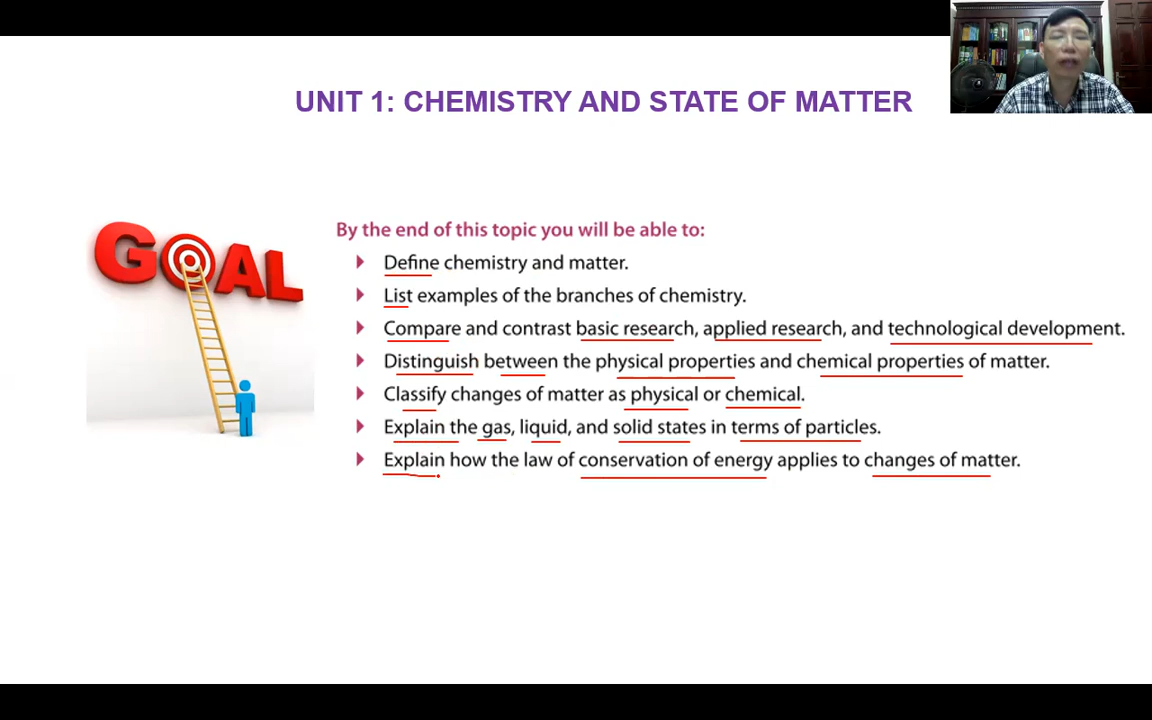 UNIT 1: CHEMISTRY AND STATE OF MATTER
GOAL
By the end of this topic you will be able to:
Define chemistry and matter.
List examples of the branches of chemistry.
Compare and contrast basic research, applied research, and technological development.
Distinguish between the physical properties and chemical properties of matter.
Classify changes of matter as physical or chemical.
Explain the gas, liquid, and solid states in terms of particles.
Explain how the law of conservation of energy applies to changes of matter.